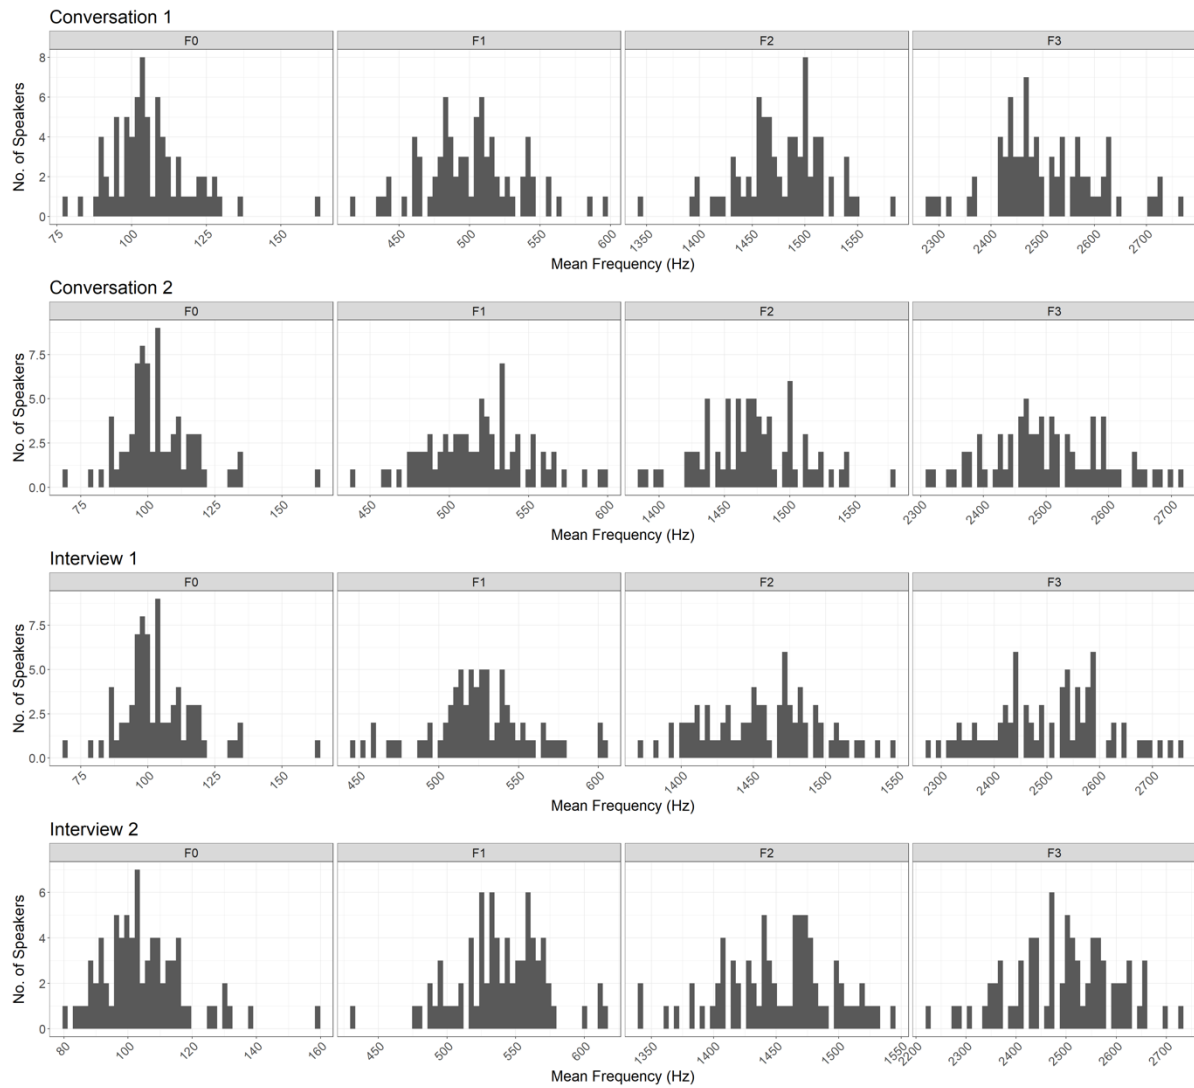 Conversation 1
F0 F1 F2 F3
No. of Speakers
8
6
4
2
0
75 100 125 150 450 500 550 600 1350 1400 1450 1500 1550 2300 2400 2500 2600 2700
Mean Frequency (Hz)
Conversation 2
F0 F1 F2 F3
No. of Speakers
7.5
5.0
2.5
0.0
75 100 125 150 450 500 550 600 1400 1450 1500 1550 2300 2400 2500 2600 2700
Mean Frequency (Hz)
Interview 1
F0 F1 F2 F3
No. of Speakers
7.5
5.0
2.5
0.0
75 100 125 150 450 500 550 600 1400 1450 1500 1550 2300 2400 2500 2600 2700
Mean Frequency (Hz)
Interview 2
F0 F1 F2 F3
No. of Speakers
6
4
2
0
80 100 120 140 160 450 500 550 600 1350 1400 1450 1500 1550 2200 2300 2400 2500 2600 2700
Mean Frequency (Hz)